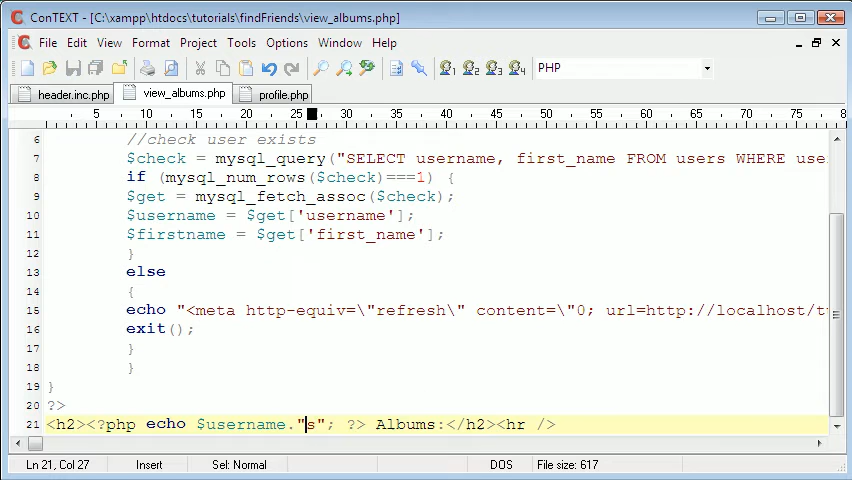 ConTEXT - [C:\xampp\htdocs\tutorials\findFriends\view_albums.php]
File Edit View Format Project Tools Options Window Help
1 2 3 4 PHP
header.inc.php view_albums.php profile.php
5 10 15 20 25 30 35 40 45 50 55 60 65 70 75 8
6 //check user exists
7 $check = mysql_query("SELECT username, first_name FROM users WHERE use
8 if (mysql_num_rows($check)===1) {
9 $get = mysql_fetch_assoc($check);
10 $username = $get['username'];
11 $firstname = $get['first_name'];
12 }
13 else
14 {
15 echo "<meta http-equiv=\"refresh\" content=\"0; url=http://localhost/t
16 exit();
17 }
18 }
19 }
20 ?>
21 <h2><?php echo $username."s"; ?> Albums:</h2><hr />
Ln 21, Col 27 Insert Sel: Normal DOS File size: 617